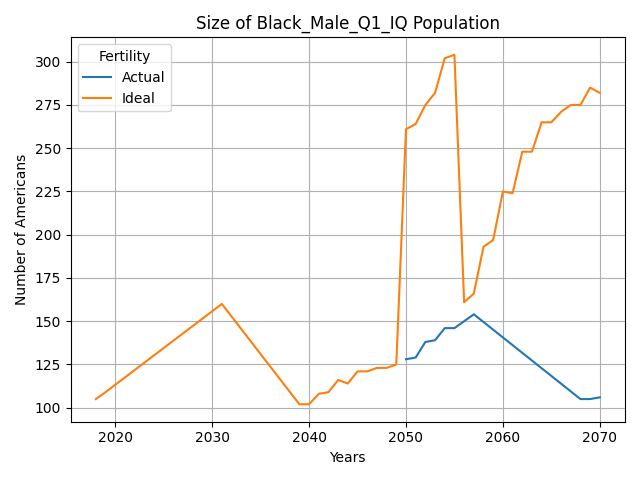 Size of Black_Male_Q1_IQ Population
Fertility
Actual
Ideal
Number of Americans
300
275
250
225
200
175
150
125
100
2020
2030
2040
2050
2060
2070
Years